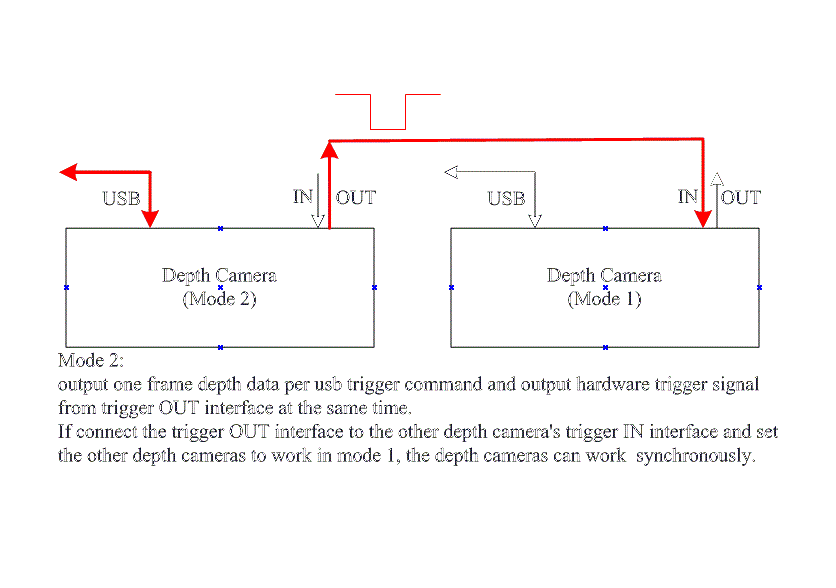 USB
IN
OUT
USB
IN
OUT
Depth Camera
(Mode 2)
Depth Camera
(Mode 1)
Mode 2:
output one frame depth data per usb trigger command and output hardware trigger signal
from trigger OUT interface at the same time.
If connect the trigger OUT interface to the other depth camera's trigger IN interface and set
the other depth cameras to work in mode 1, the depth cameras can work  synchronously.